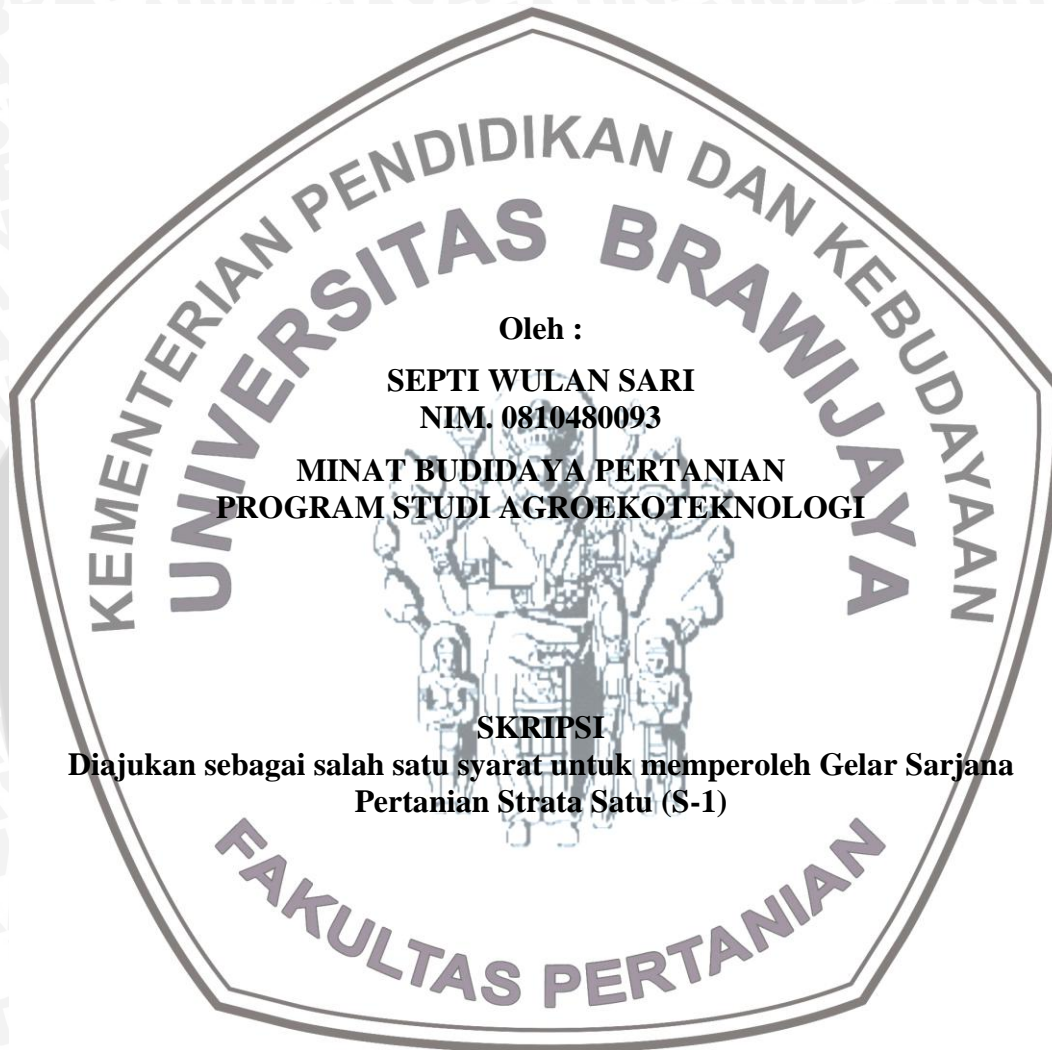 KEMENTERIAN PENDIDIKAN DAN KEBUDAYAAN
UNIVERSITAS BRAWIJAYA
Oleh :
SEPTI WULAN SARI
NIM. 0810480093
MINAT BUDIDAYA PERTANIAN
PROGRAM STUDI AGROEKOTEKNOLOGI
SKRIPSI
Diajukan sebagai salah satu syarat untuk memperoleh Gelar Sarjana
Pertanian Strata Satu (S-1)
FAKULTAS PERTANIAN